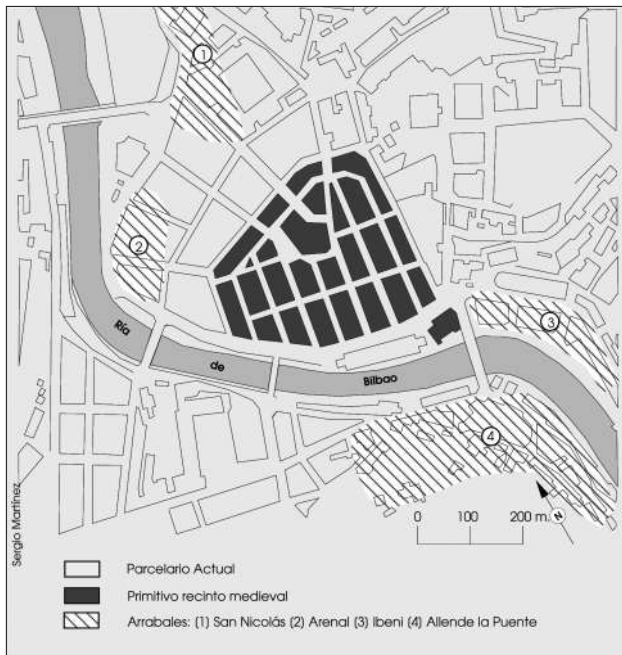 1
2
Ría
de
Bilbao
3
4
N
0 100 200 m.
Sergio Martínez
Parcelario Actual
Primitivo recinto medieval
Arrabales: (1) San Nicolás (2) Arenal (3) Ibeni (4) Allende la Puente